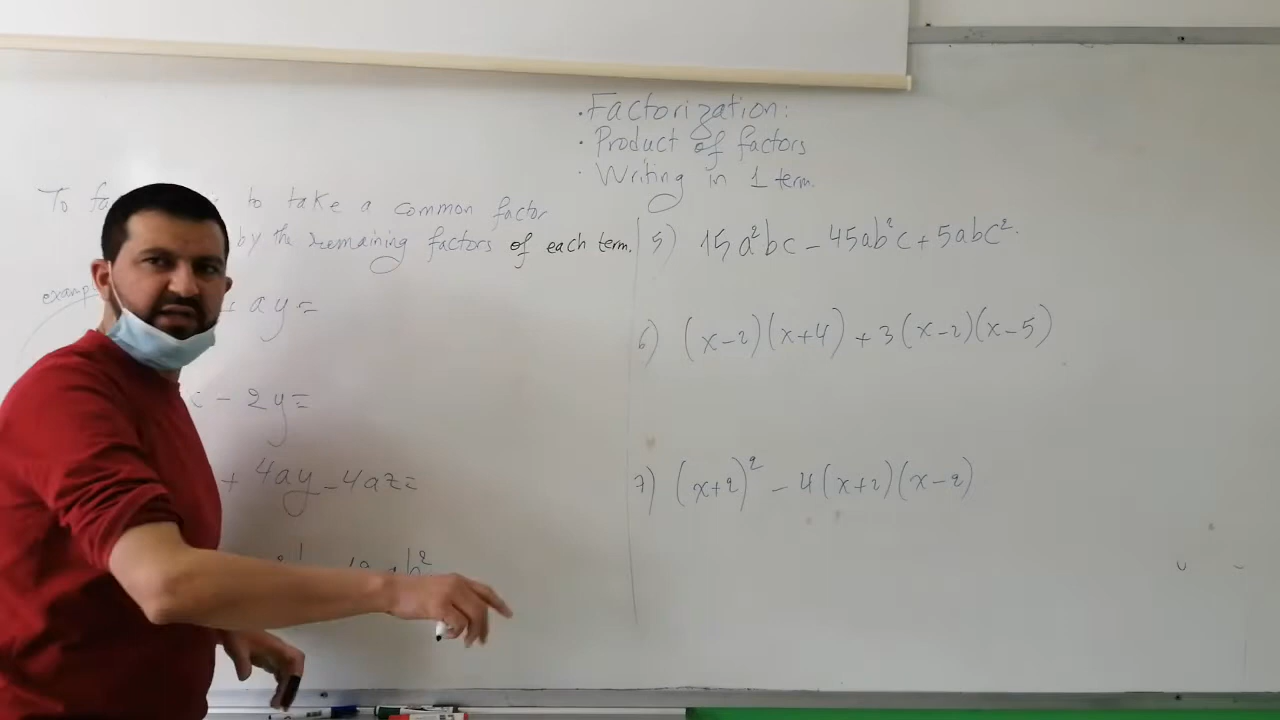 • Factorization:
• Product of factors
• Writing in 1 term.
To to take a common factor
by the remaining factors of each term.
+ ay =
- 2y =
+ 4ay - 4az =
5) 15a²bc - 45ab²c + 5abc².
6) (x-2)(x+4) + 3(x-2)(x-5)
7) (x+2)² - 4(x+2)(x-2)